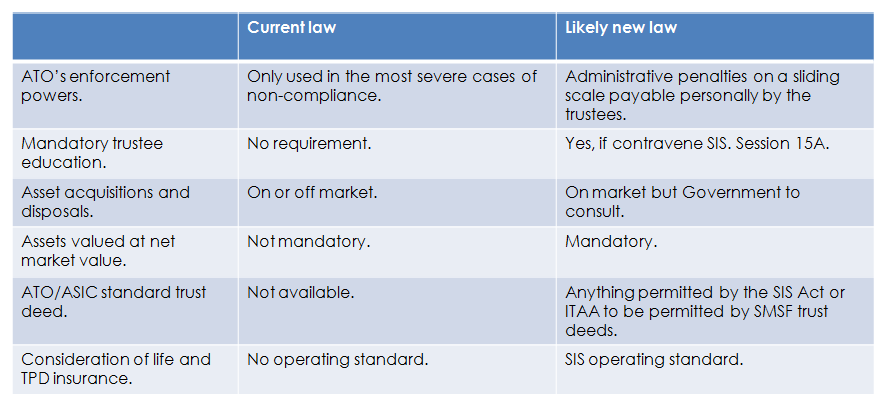 Current law
Likely new law
ATO’s enforcement
powers.
Only used in the most severe cases of
non-compliance.
Administrative penalties on a sliding
scale payable personally by the
trustees.
Mandatory trustee
education.
No requirement.
Yes, if contravene SIS. Session 15A.
Asset acquisitions and
disposals.
On or off market.
On market but Government to
consult.
Assets valued at net
market value.
Not mandatory.
Mandatory.
ATO/ASIC standard trust
deed.
Not available.
Anything permitted by the SIS Act or
ITAA to be permitted by SMSF trust
deeds.
Consideration of life and
TPD insurance.
No operating standard.
SIS operating standard.